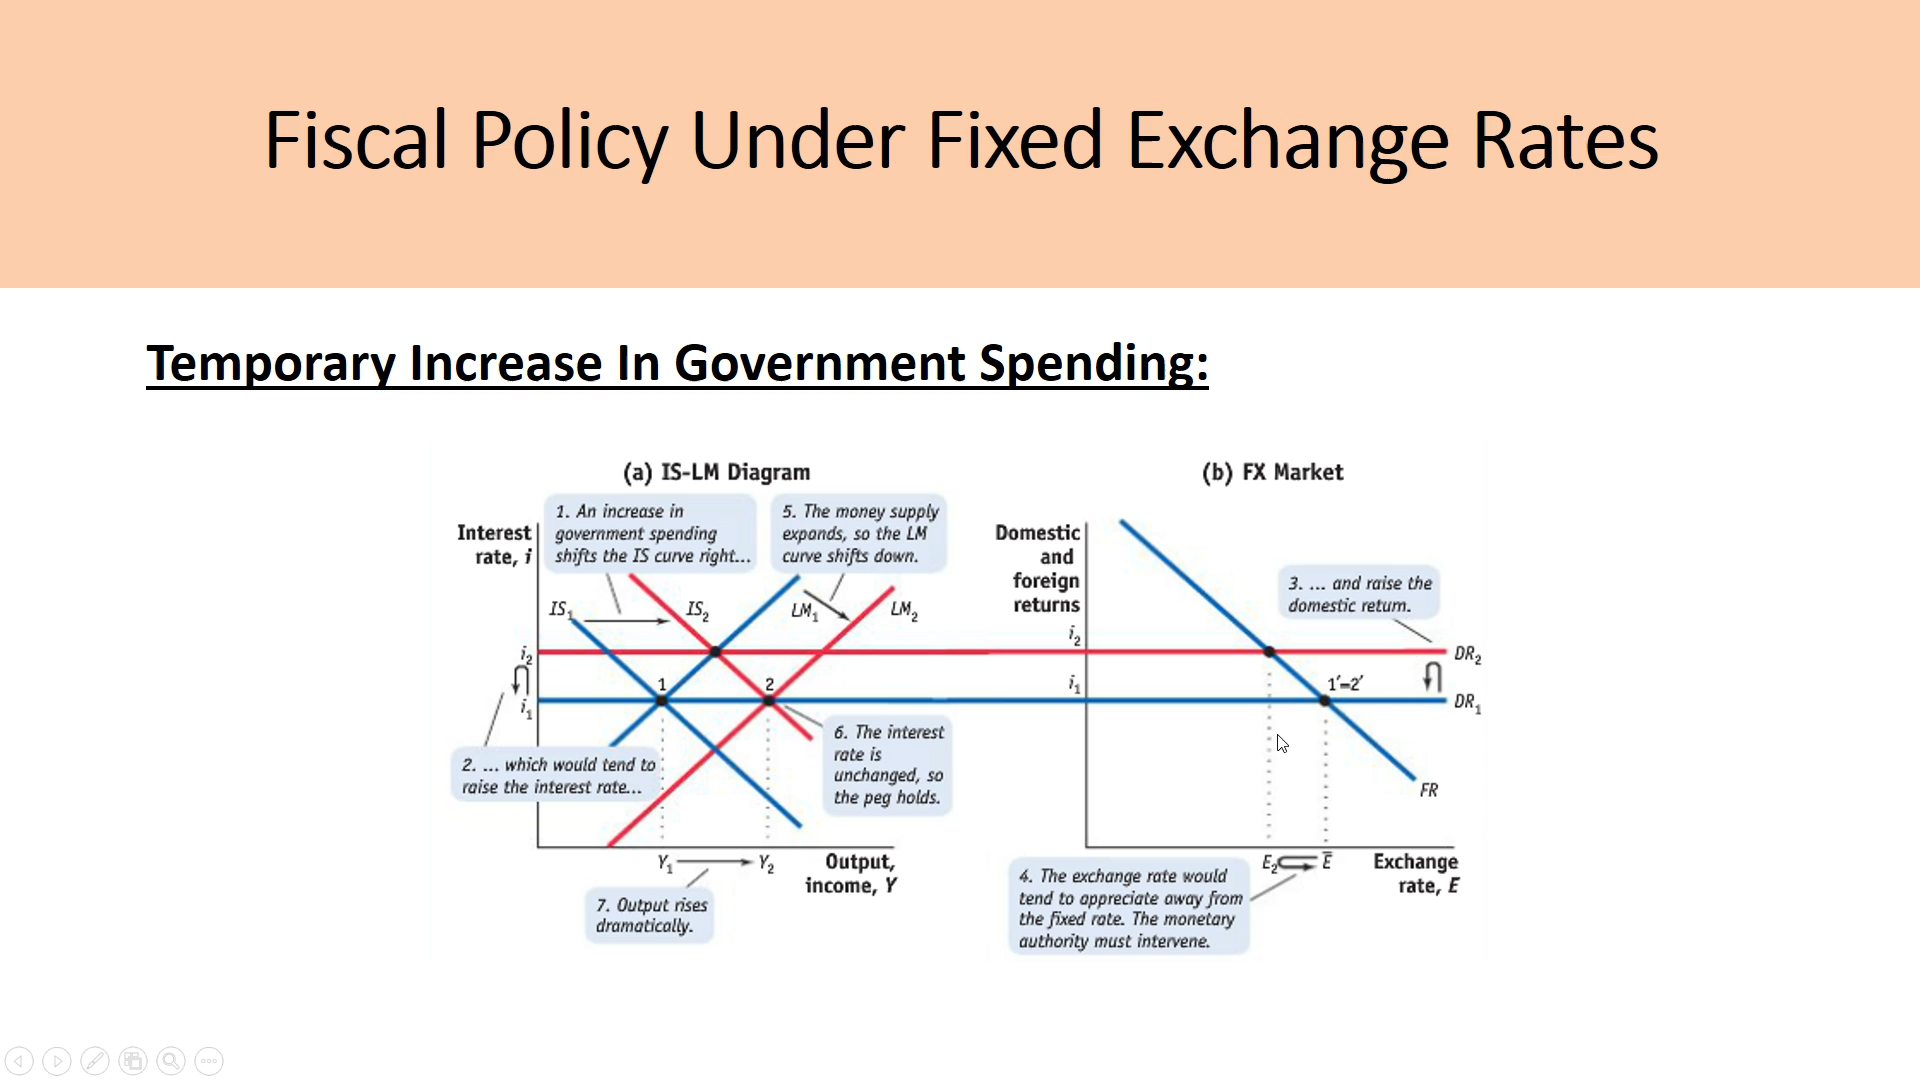 Fiscal Policy Under Fixed Exchange Rates
Temporary Increase In Government Spending:
(a) IS-LM Diagram
Interest
rate, i
1. An increase in
government spending
shifts the IS curve right...
5. The money supply
expands, so the LM
curve shifts down.
IS₁
IS₂
LM₁
LM₂
i₂
i₁
1
2
2. ... which would tend to
raise the interest rate...
6. The interest
rate is
unchanged, so
the peg holds.
Y₁
Y₂
Output,
income, Y
7. Output rises
dramatically.
(b) FX Market
Domestic
and
foreign
returns
3. ... and raise the
domestic return.
i₂
i₁
DR₂
1′=2′
DR₁
FR
E₂
E̅
Exchange
rate, E
4. The exchange rate would
tend to appreciate away from
the fixed rate. The monetary
authority must intervene.